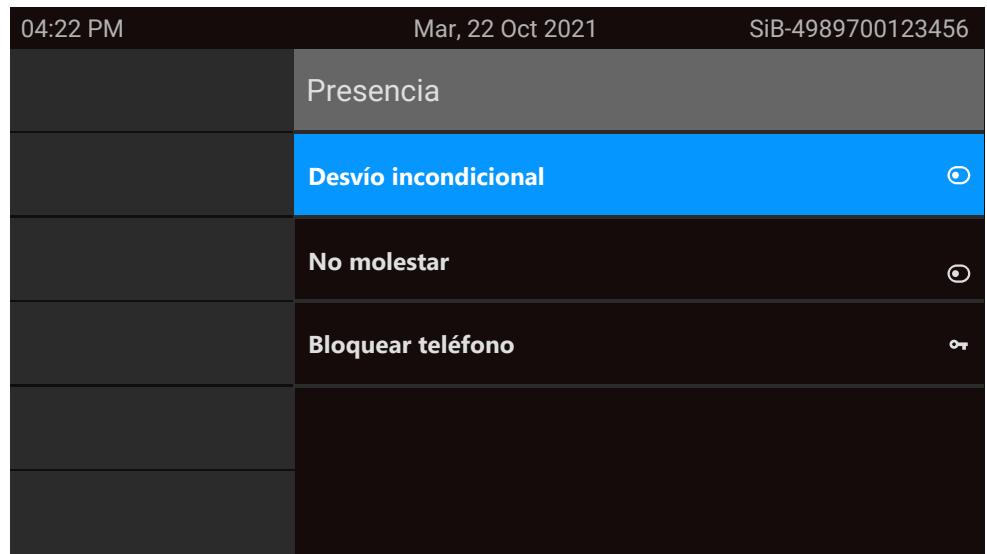 04:22 PM Mar, 22 Oct 2021 SiB-4989700123456
Presencia
Desvío incondicional
No molestar
Bloquear teléfono